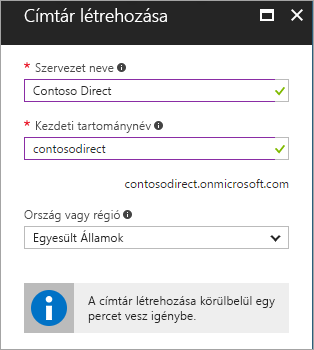 Címtár létrehozása
* Szervezet neve
Contoso Direct
* Kezdeti tartománynév
contosodirect
contosodirect.onmicrosoft.com
Ország vagy régió
Egyesült Államok
A címtár létrehozása körülbelül egy
percet vesz igénybe.